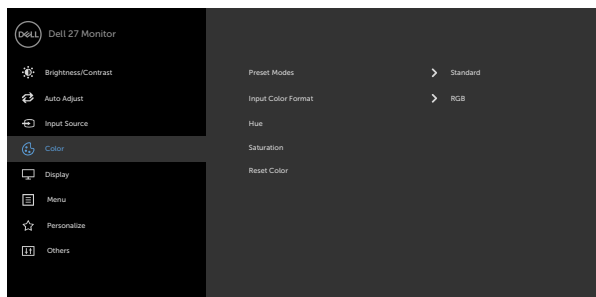 DELL Dell 27 Monitor
Brightness/Contrast
Auto Adjust
Input Source
Color
Display
Menu
Personalize
Others
Preset Modes Standard
Input Color Format RGB
Hue
Saturation
Reset Color